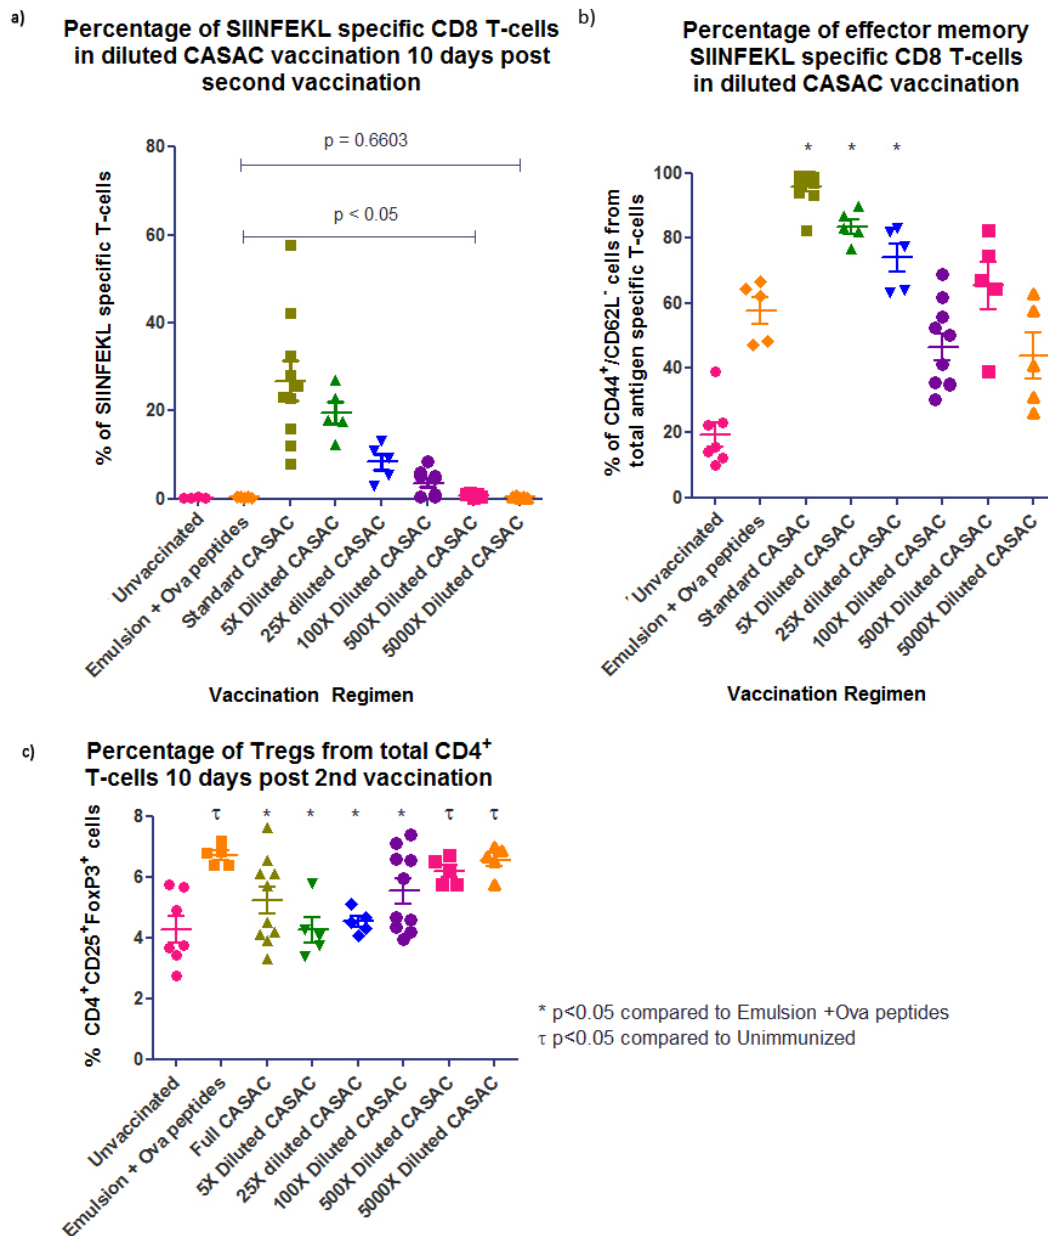 a)
Percentage of SIINFEKL specific CD8 T-cells
in diluted CASAC vaccination 10 days post
second vaccination
% of SIINFEKL specific T-cells
80
60
40
20
0
p = 0.6603
p < 0.05
Unvaccinated
Emulsion + Ova peptides
Standard CASAC
5X Diluted CASAC
25X diluted CASAC
100X Diluted CASAC
500X Diluted CASAC
5000X Diluted CASAC
Vaccination Regimen
b)
Percentage of effector memory
SIINFEKL specific CD8 T-cells
in diluted CASAC vaccination
% of CD44⁺/CD62L⁻ cells from
total antigen specific T-cells
100
80
60
40
20
0
* * *
Unvaccinated
Emulsion + Ova peptides
Standard CASAC
5X Diluted CASAC
25X diluted CASAC
100X Diluted CASAC
500X Diluted CASAC
5000X Diluted CASAC
Vaccination Regimen
c)
Percentage of Tregs from total CD4⁺
T-cells 10 days post 2nd vaccination
% CD4⁺CD25⁺FoxP3⁺ cells
8
6
4
2
0
τ * * * * τ τ
Unvaccinated
Emulsion + Ova peptides
Full CASAC
5X Diluted CASAC
25X diluted CASAC
100X Diluted CASAC
500X Diluted CASAC
5000X Diluted CASAC
* p<0.05 compared to Emulsion +Ova peptides
τ p<0.05 compared to Unimmunized